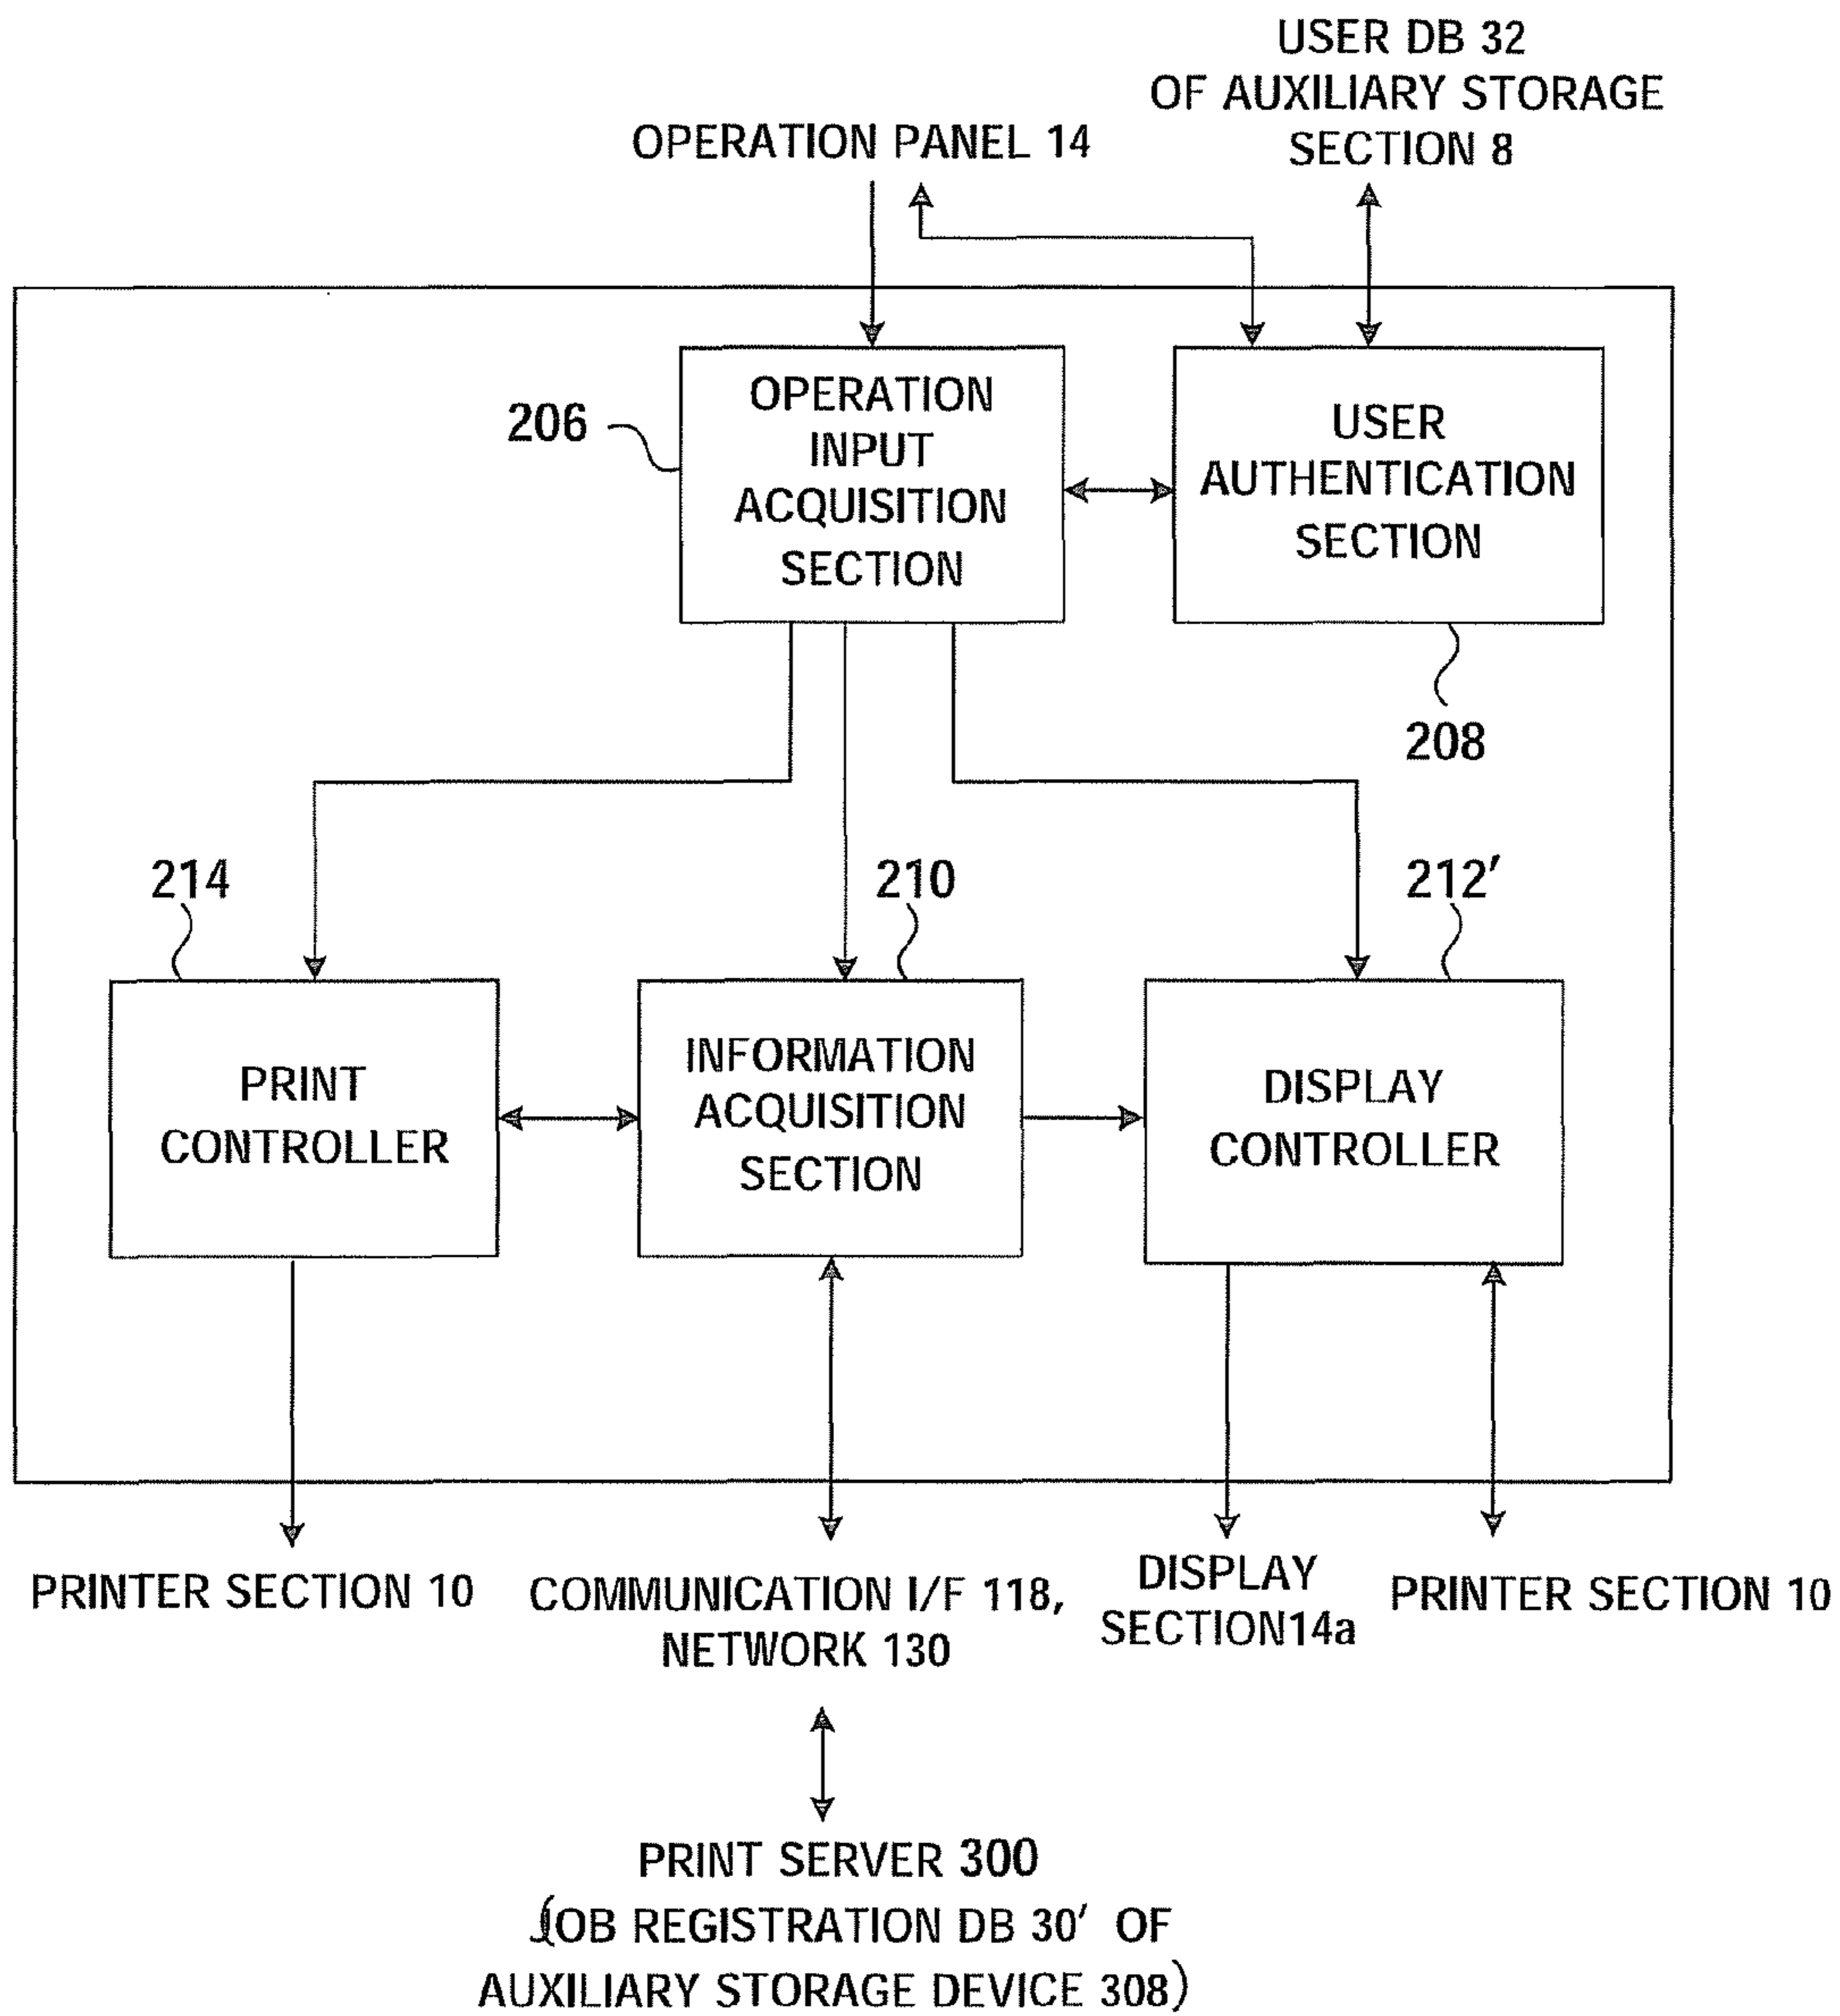 USER DB 32
OF AUXILIARY STORAGE
SECTION 8
OPERATION PANEL 14
OPERATION
INPUT
ACQUISITION
SECTION
206
USER
AUTHENTICATION
SECTION
208
214
210
212′
PRINT
CONTROLLER
INFORMATION
ACQUISITION
SECTION
DISPLAY
CONTROLLER
PRINTER SECTION 10
COMMUNICATION I/F 118,
NETWORK 130
DISPLAY
SECTION14a
PRINTER SECTION 10
PRINT SERVER 300
(JOB REGISTRATION DB 30′ OF
AUXILIARY STORAGE DEVICE 308)